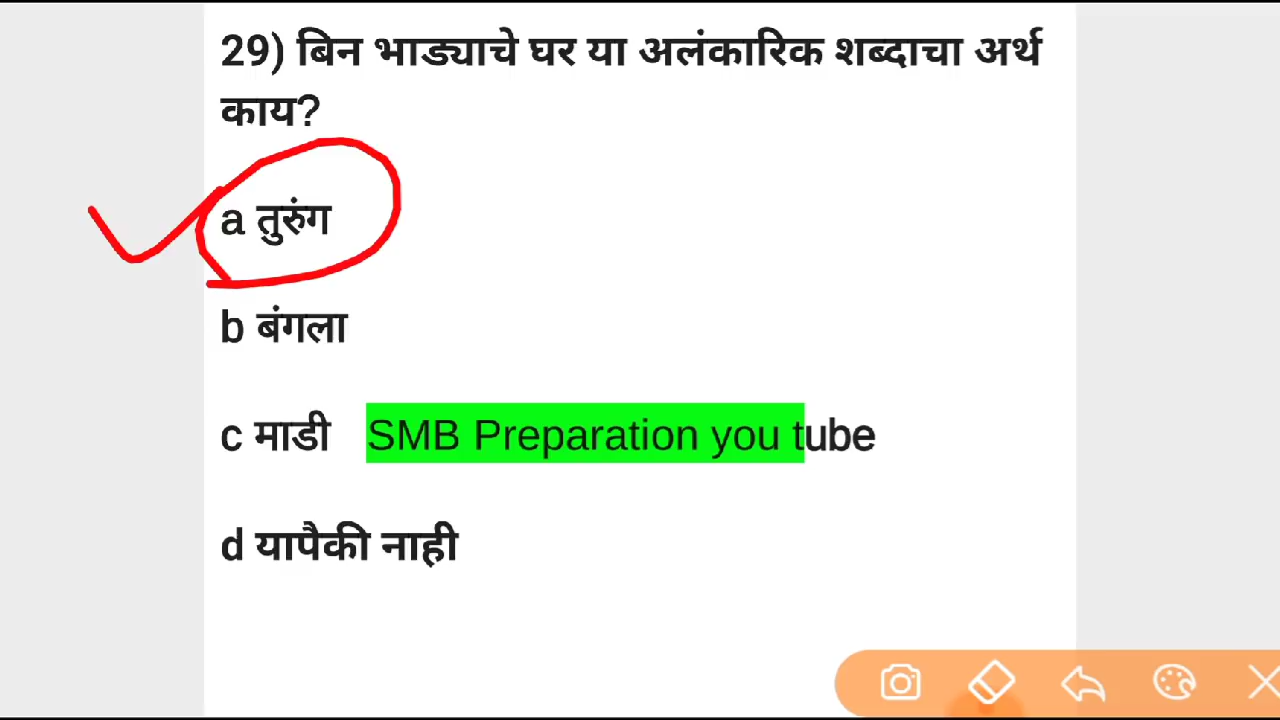 29) बिन भाड्याचे घर या अलंकारिक शब्दाचा अर्थ
काय?
a तुरुंग
b बंगला
c माडी SMB Preparation you tube
d यापैकी नाही